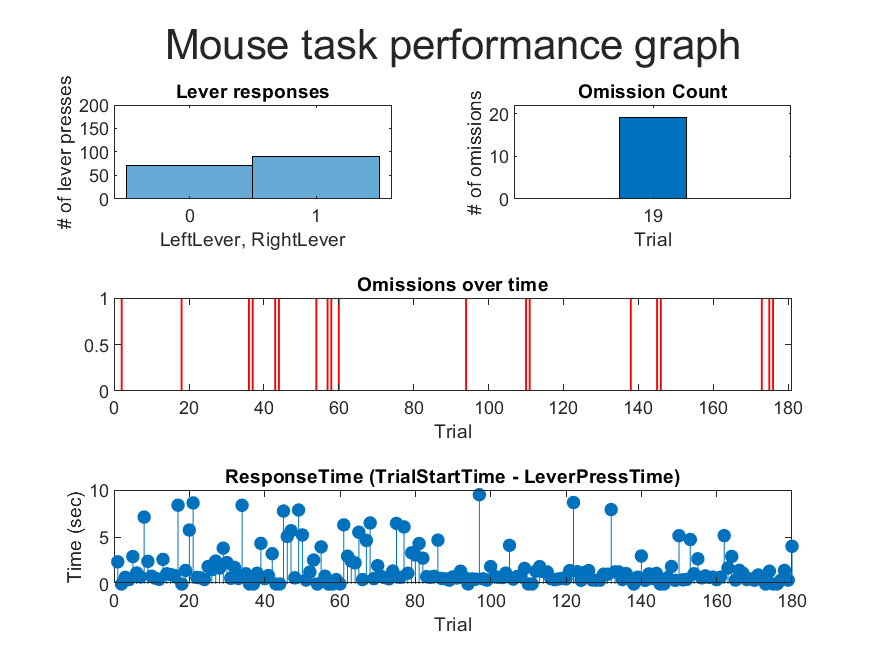 Mouse task performance graph
Lever responses
# of lever presses
200
150
100
50
0
0 1
LeftLever, RightLever
Omission Count
# of omissions
20
10
0
19
Trial
Omissions over time
1
0.5
0
0 20 40 60 80 100 120 140 160 180
Trial
ResponseTime (TrialStartTime - LeverPressTime)
Time (sec)
10
5
0
0 20 40 60 80 100 120 140 160 180
Trial